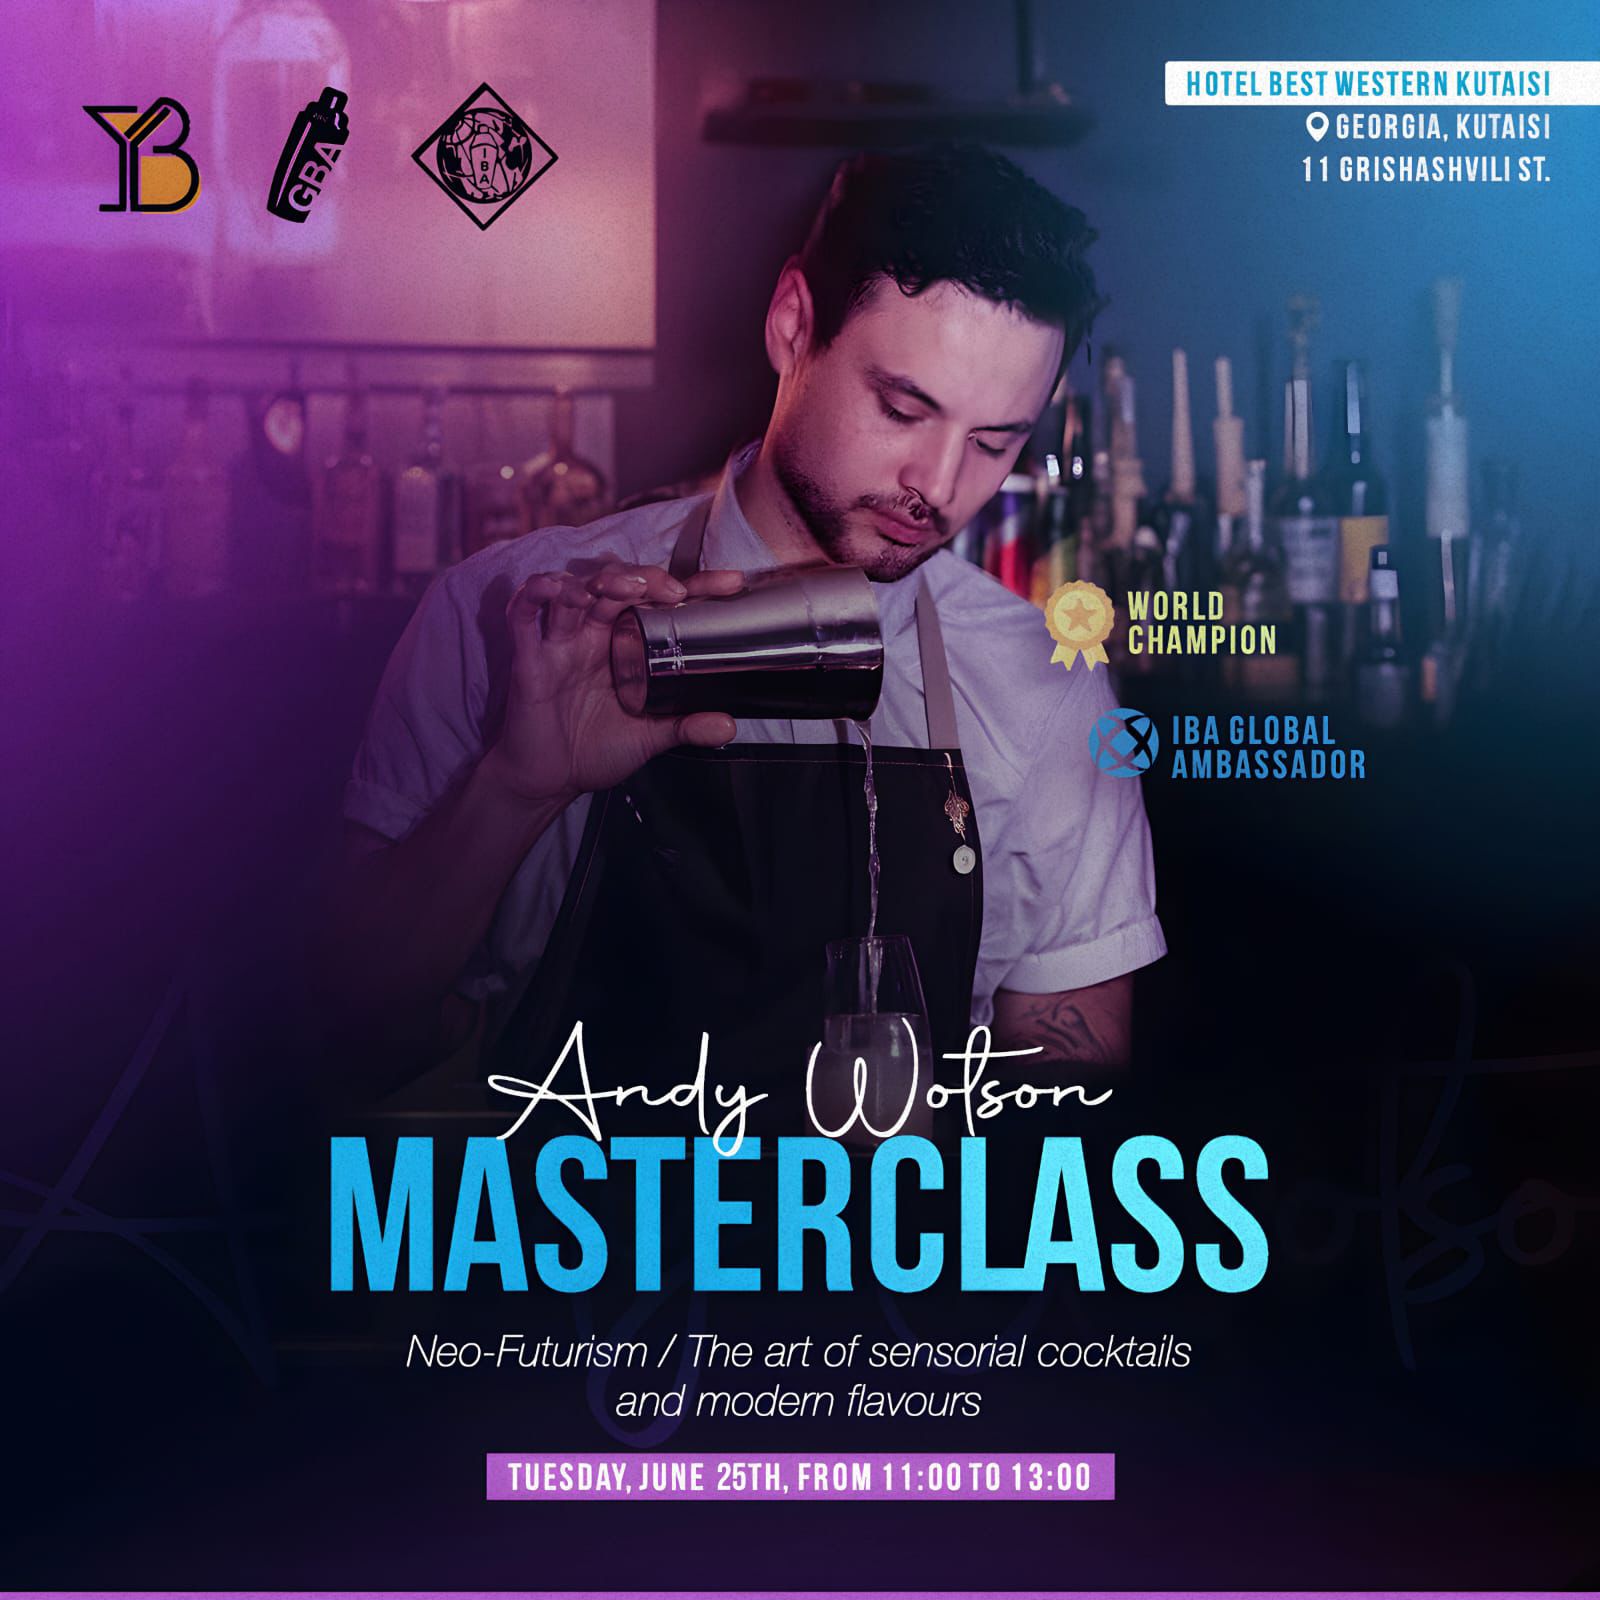 YB
GBA
IBA
HOTEL BEST WESTERN KUTAISI
GEORGIA, KUTAISI
11 GRISHASHVILI ST.
WORLD
CHAMPION
IBA GLOBAL
AMBASSADOR
Andy Wotson
MASTERCLASS
Neo-Futurism / The art of sensorial cocktails
and modern flavours
TUESDAY, JUNE 25TH, FROM 11:00 TO 13:00